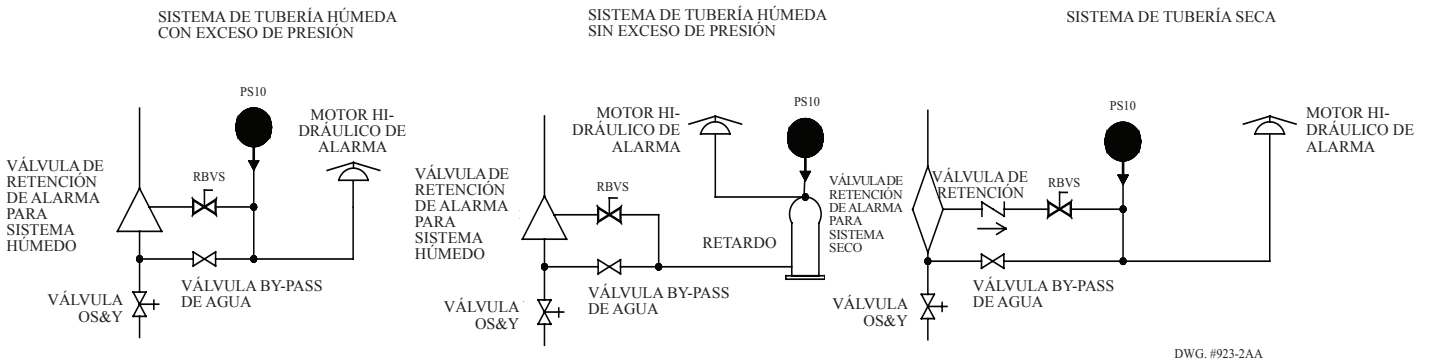 SISTEMA DE TUBERÍA HÚMEDA
CON EXCESO DE PRESIÓN
PS10
MOTOR HI-
DRÁULICO DE
ALARMA
VÁLVULA DE
RETENCIÓN
DE ALARMA
PARA
SISTEMA
HÚMEDO
RBVS
VÁLVULA BY-PASS
DE AGUA
VÁLVULA
OS&Y
SISTEMA DE TUBERÍA HÚMEDA
SIN EXCESO DE PRESIÓN
MOTOR HI-
DRÁULICO DE
ALARMA
PS10
VÁLVULA DE
RETENCIÓN
DE ALARMA
PARA
SISTEMA
HÚMEDO
RBVS
RETARDO
VÁLVULA BY-PASS
DE AGUA
VÁLVULA
OS&Y
SISTEMA DE TUBERÍA SECA
PS10
MOTOR HI-
DRÁULICO DE
ALARMA
VÁLVULA DE
RETENCIÓN
DE ALARMA
PARA
SISTEMA
SECO
VÁLVULA DE
RETENCIÓN
RBVS
VÁLVULA BY-PASS
DE AGUA
VÁLVULA
OS&Y
DWG. #923-2AA